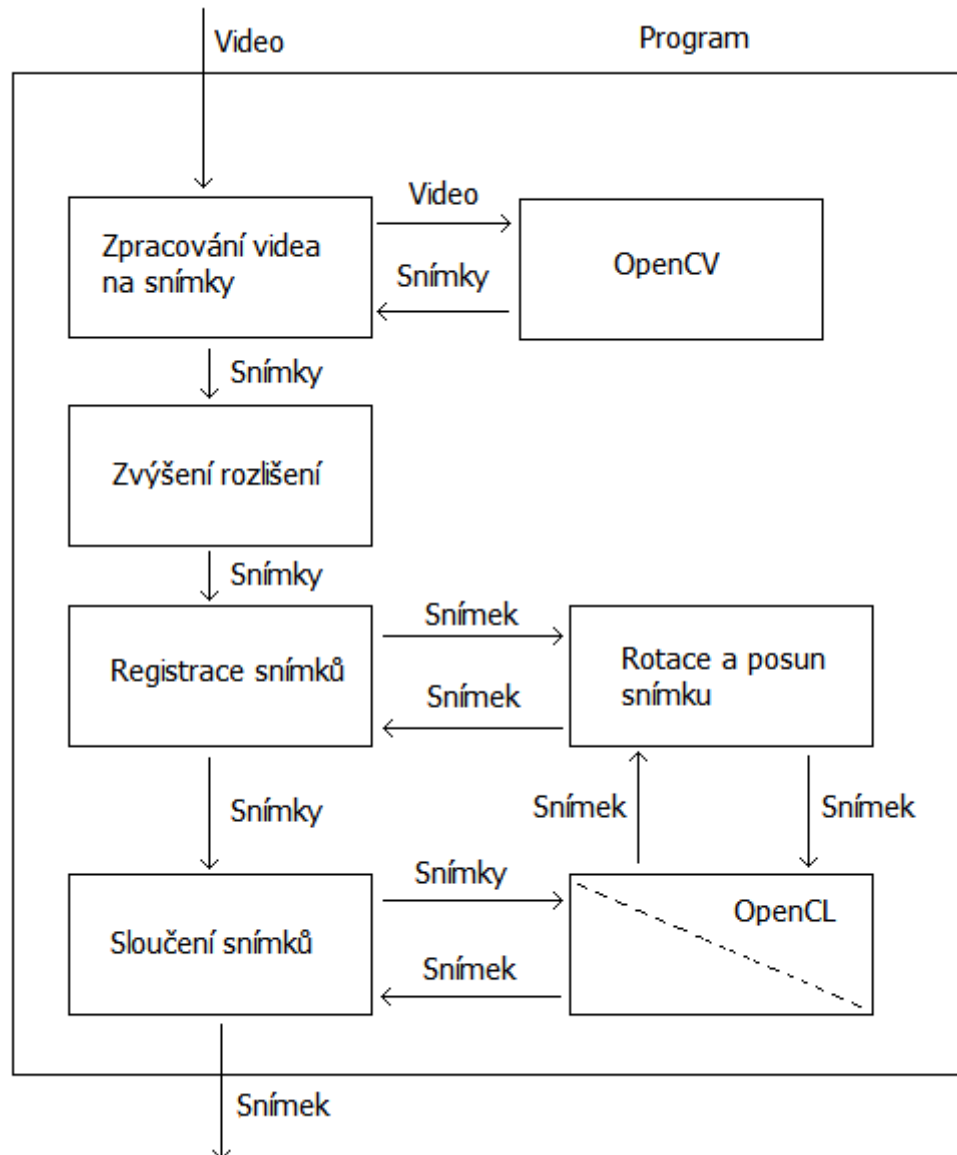 Video
Program
Zpracování videa
na snímky
Video
Snímky
OpenCV
Snímky
Zvýšení rozlišení
Snímky
Registrace snímků
Snímek
Snímek
Rotace a posun
snímku
Snímky
Snímek
Snímek
Sloučení snímků
Snímky
Snímek
OpenCL
Snímek